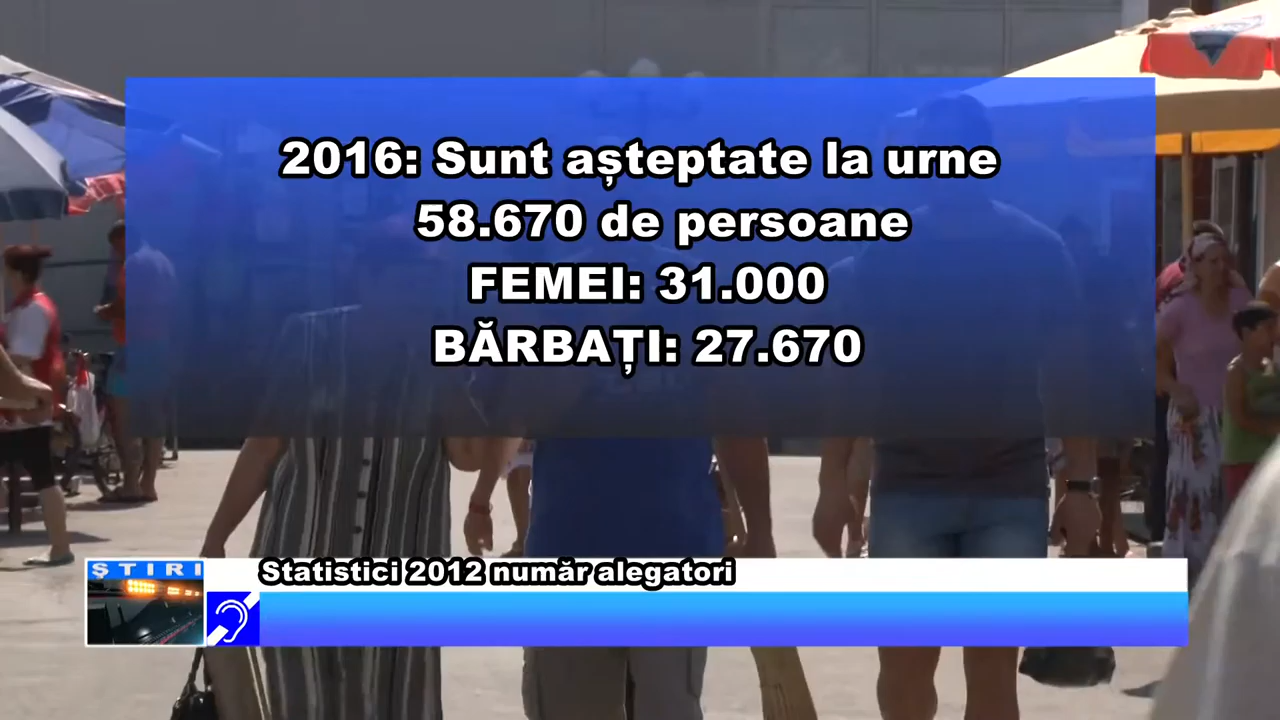 2016: Sunt așteptate la urne
58.670 de persoane
FEMEI: 31.000
BĂRBAȚI: 27.670
ȘTIRI
Statistici 2012 număr alegatori